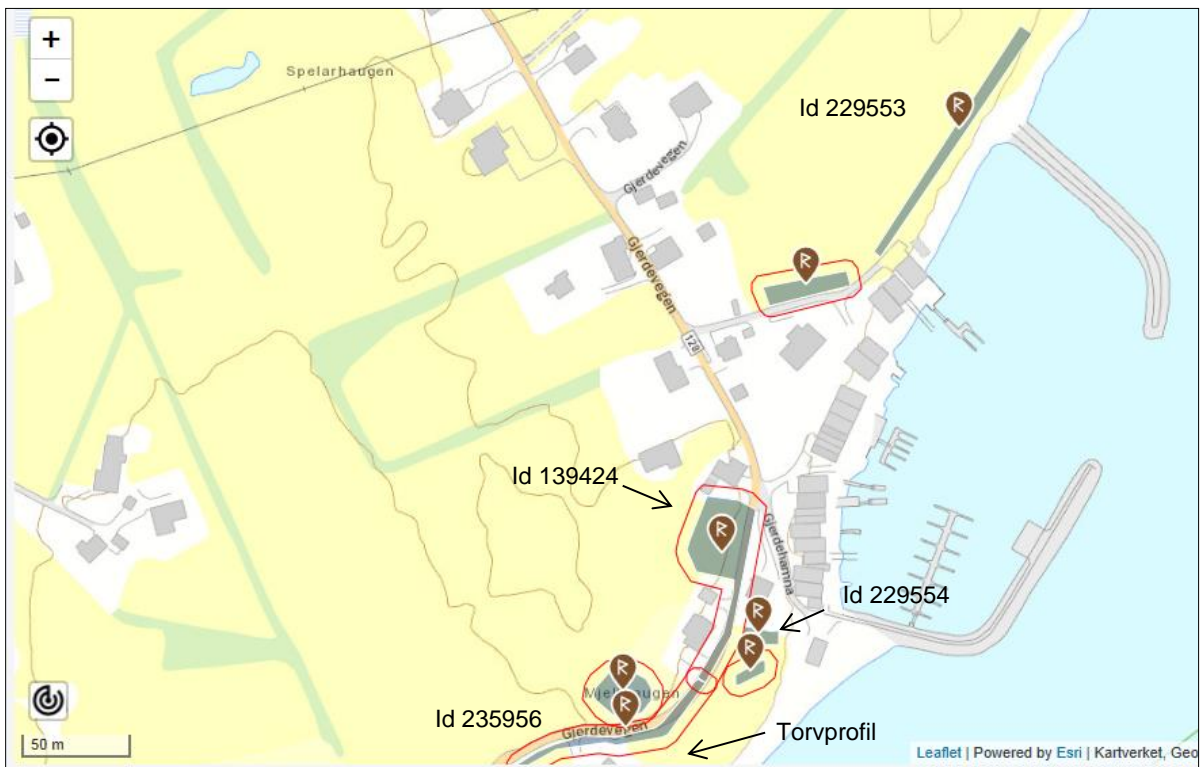 +
Spelarhaugen
−
Id 229553
Gjerdevegen
Gjerdevegen
128
Id 139424
Gjerdehamna
Id 229554
Id 235956
Gjerdevegen
Torvprofil
50 m
Leaflet | Powered by Esri | Kartverket, Geo